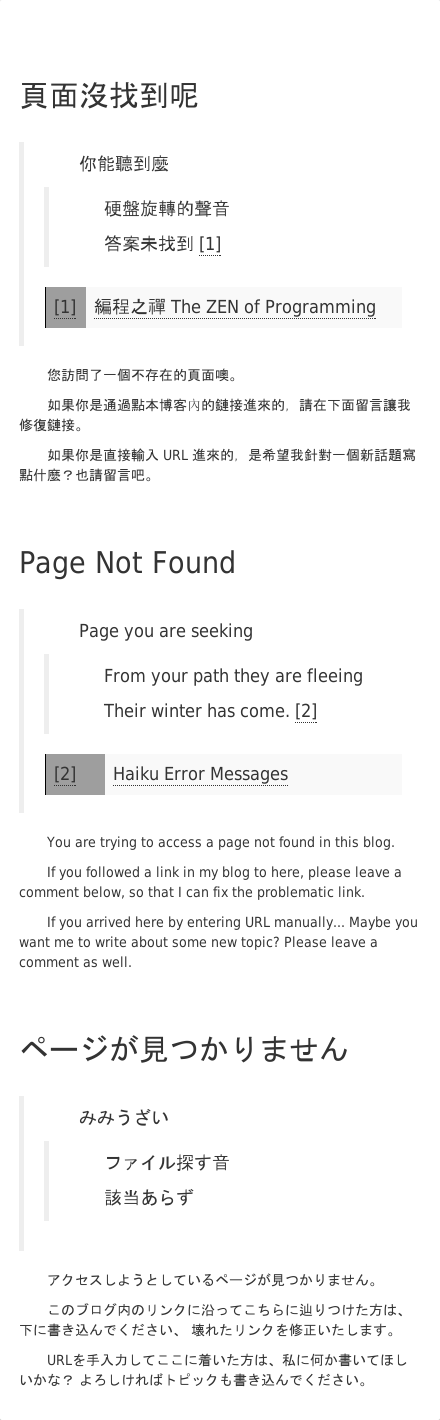 頁面沒找到呢
你能聽到麼
硬盤旋轉的聲音
答案未找到 [1]
[1] 編程之禪 The ZEN of Programming
您訪問了一個不存在的頁面噢。
如果你是通過點本博客內的鏈接進來的，請在下面留言讓我
修復鏈接。
如果你是直接輸入 URL 進來的，是希望我針對一個新話題寫
點什麼？也請留言吧。
Page Not Found
Page you are seeking
From your path they are fleeing
Their winter has come. [2]
[2] Haiku Error Messages
You are trying to access a page not found in this blog.
If you followed a link in my blog to here, please leave a
comment below, so that I can fix the problematic link.
If you arrived here by entering URL manually... Maybe you
want me to write about some new topic? Please leave a
comment as well.
ページが見つかりません
みみうざい
ファイル探す音
該当あらず
アクセスしようとしているページが見つかりません。
このブログ内のリンクに沿ってこちらに辿りつけた方は、
下に書き込んでください、 壊れたリンクを修正いたします。
URLを手入力してここに着いた方は、私に何か書いてほし
いかな？ よろしければトピックも書き込んでください。